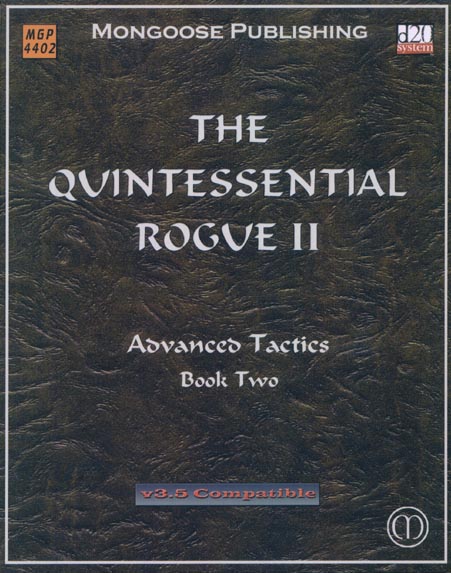 MGP
4402
MONGOOSE PUBLISHING
d20
system
THE
QUINTESSENTIAL
ROGUE II
Advanced Tactics
Book Two
v3.5 Compatible
M